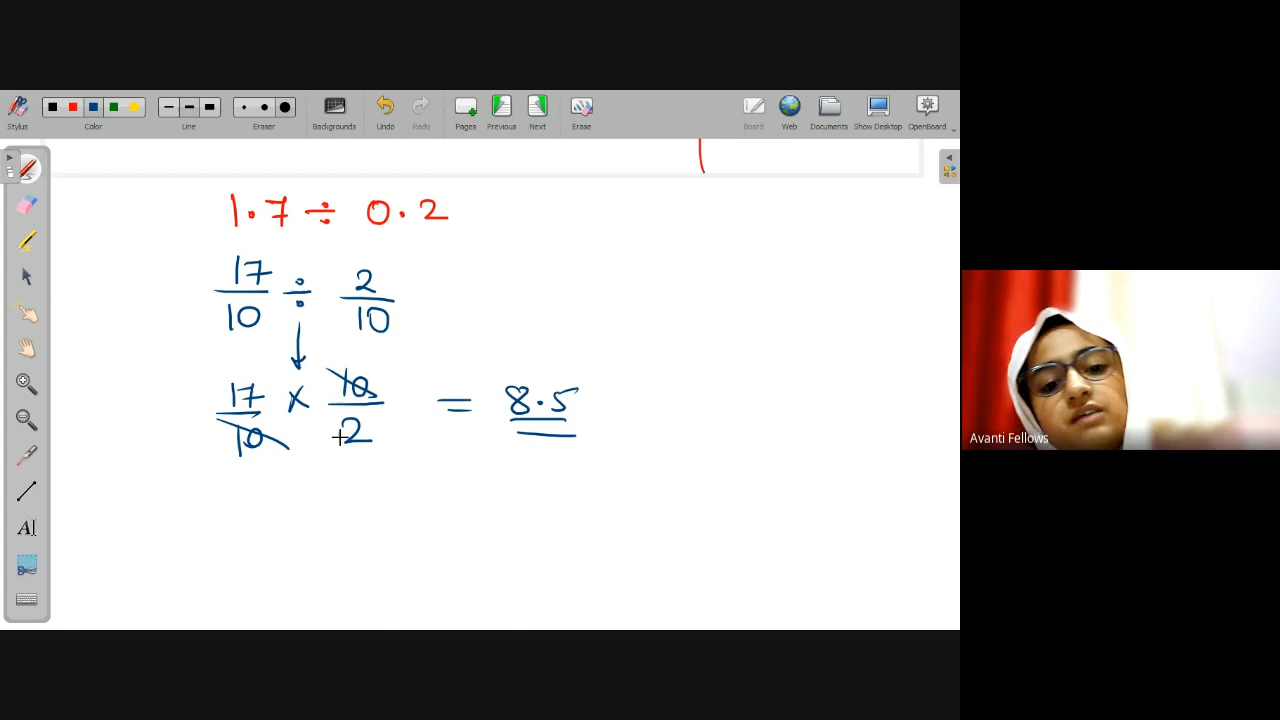 Stylus Color Line Eraser Backgrounds Undo Redo Pages Previous Next Erase Board Web Documents Show Desktop OpenBoard
1.7 ÷ 0.2
17/10 ÷ 2/10
17/10 × 10/2 = 8.5
Avanti Fellows